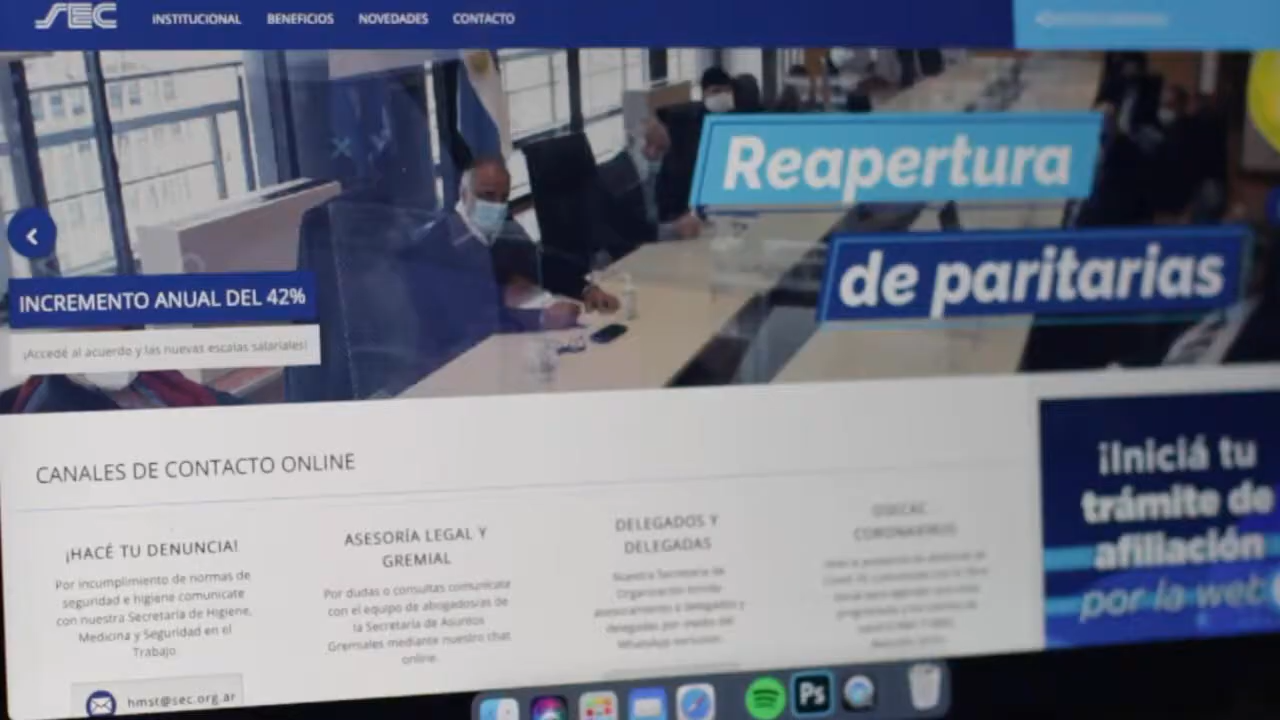 SEC
INSTITUCIONAL BENEFICIOS NOVEDADES CONTACTO
Reapertura
de paritarias
INCREMENTO ANUAL DEL 42%
¡Accedé al acuerdo y las nuevas escalas salariales!
CANALES DE CONTACTO ONLINE
¡HACÉ TU DENUNCIA!
Por incumplimiento de normas de
seguridad e higiene comunicate
con nuestra Secretaría de Higiene,
Medicina y Seguridad en el
Trabajo
hmst@sec.org.ar
ASESORÍA LEGAL Y
GREMIAL
Por dudas o consultas comunicate
con el equipo de abogados/as de
la Secretaría de Asuntos
Gremiales mediante nuestro chat
online.
DELEGADOS Y
DELEGADAS
Nuestra Secretaría de
Organización brinda
asesoramiento a delegados y
delegadas por medio del
WhatsApp
CORONAVIRUS
¡Iniciá tu
trámite de
afiliación
por la web
Ps